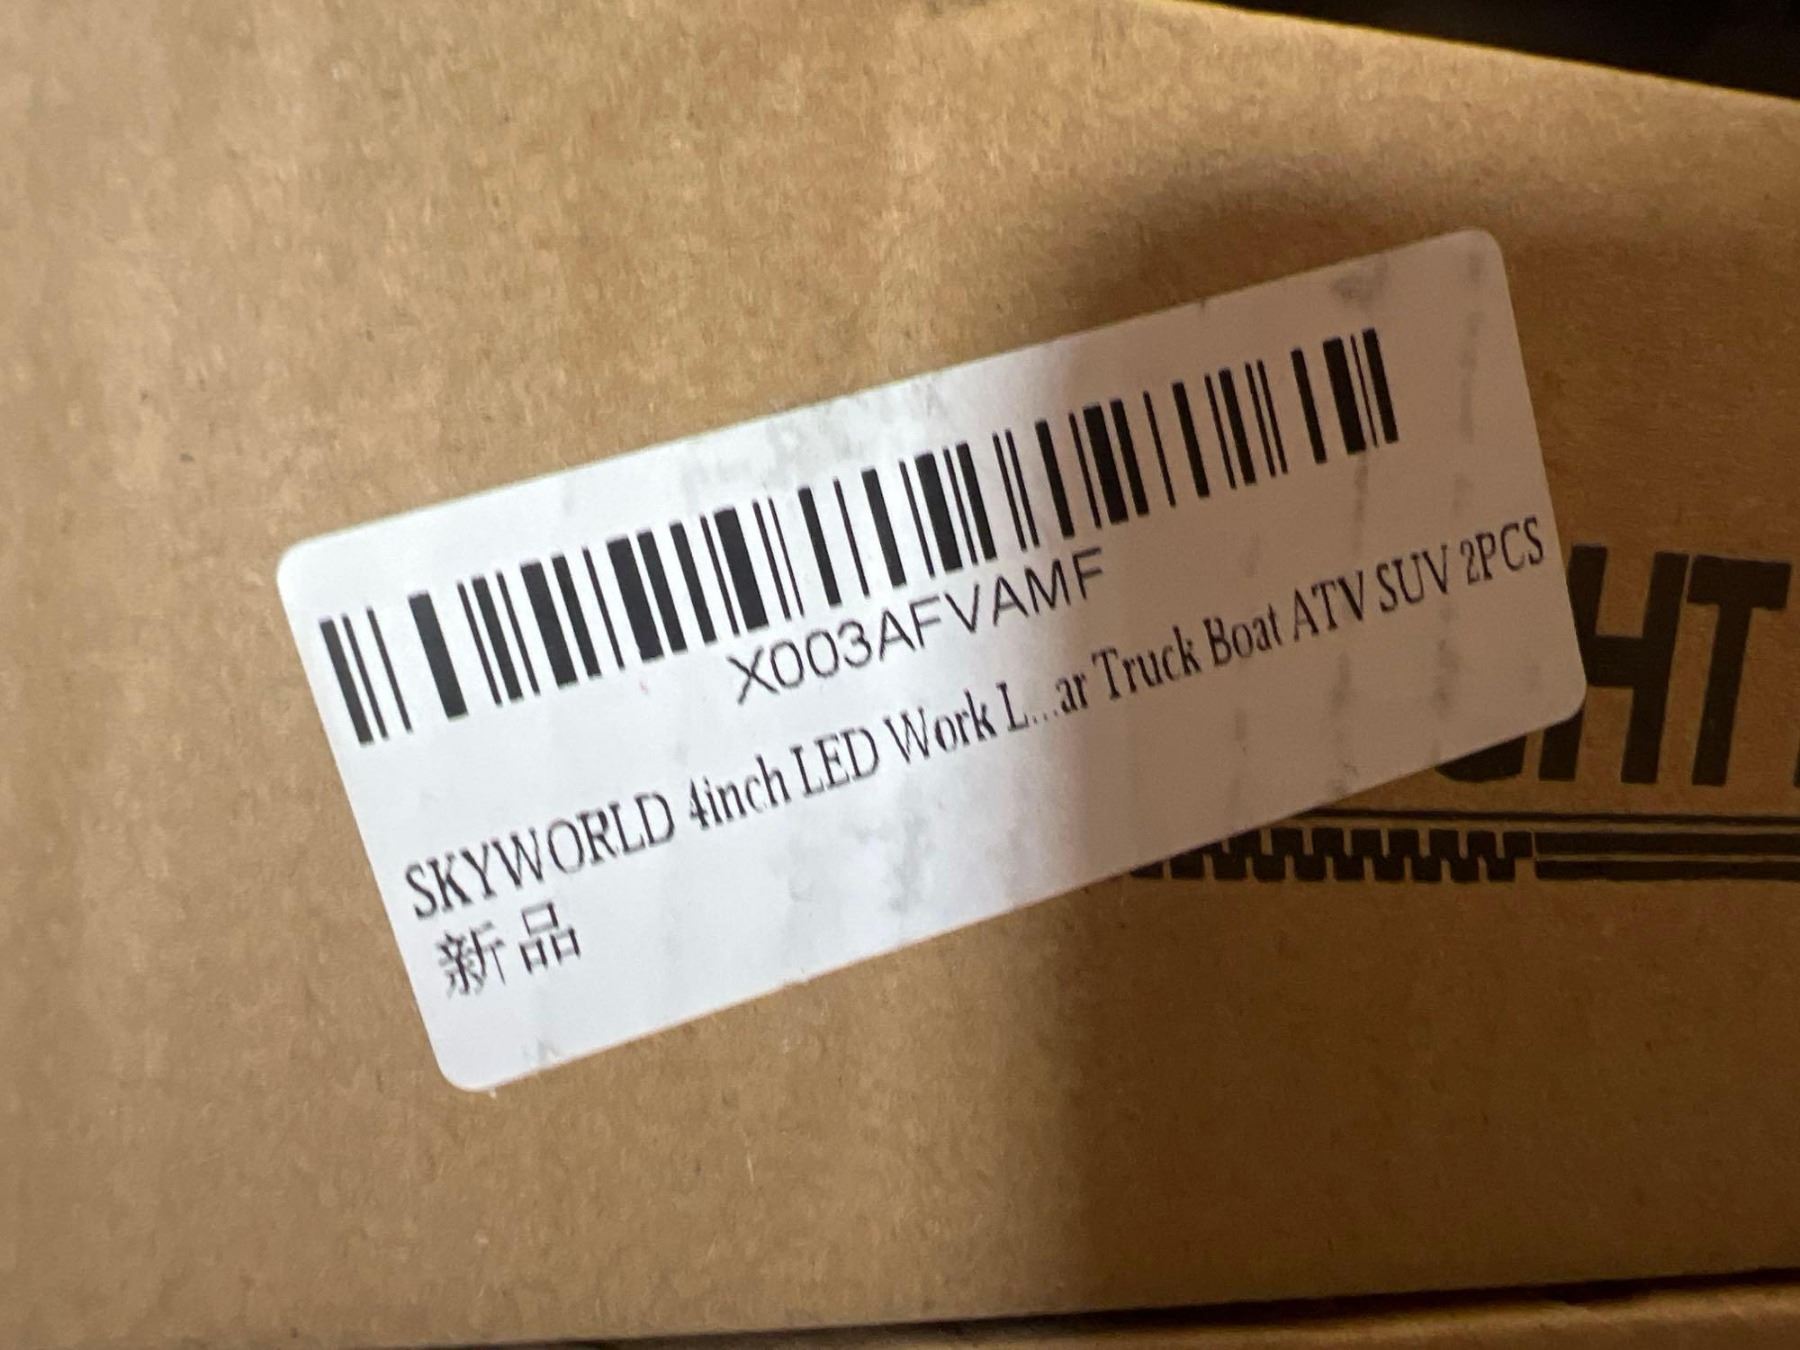 X003AFVAMF
SKYWORLD 4inch LED Work L...ar Truck Boat ATV SUV 2PCS
新品